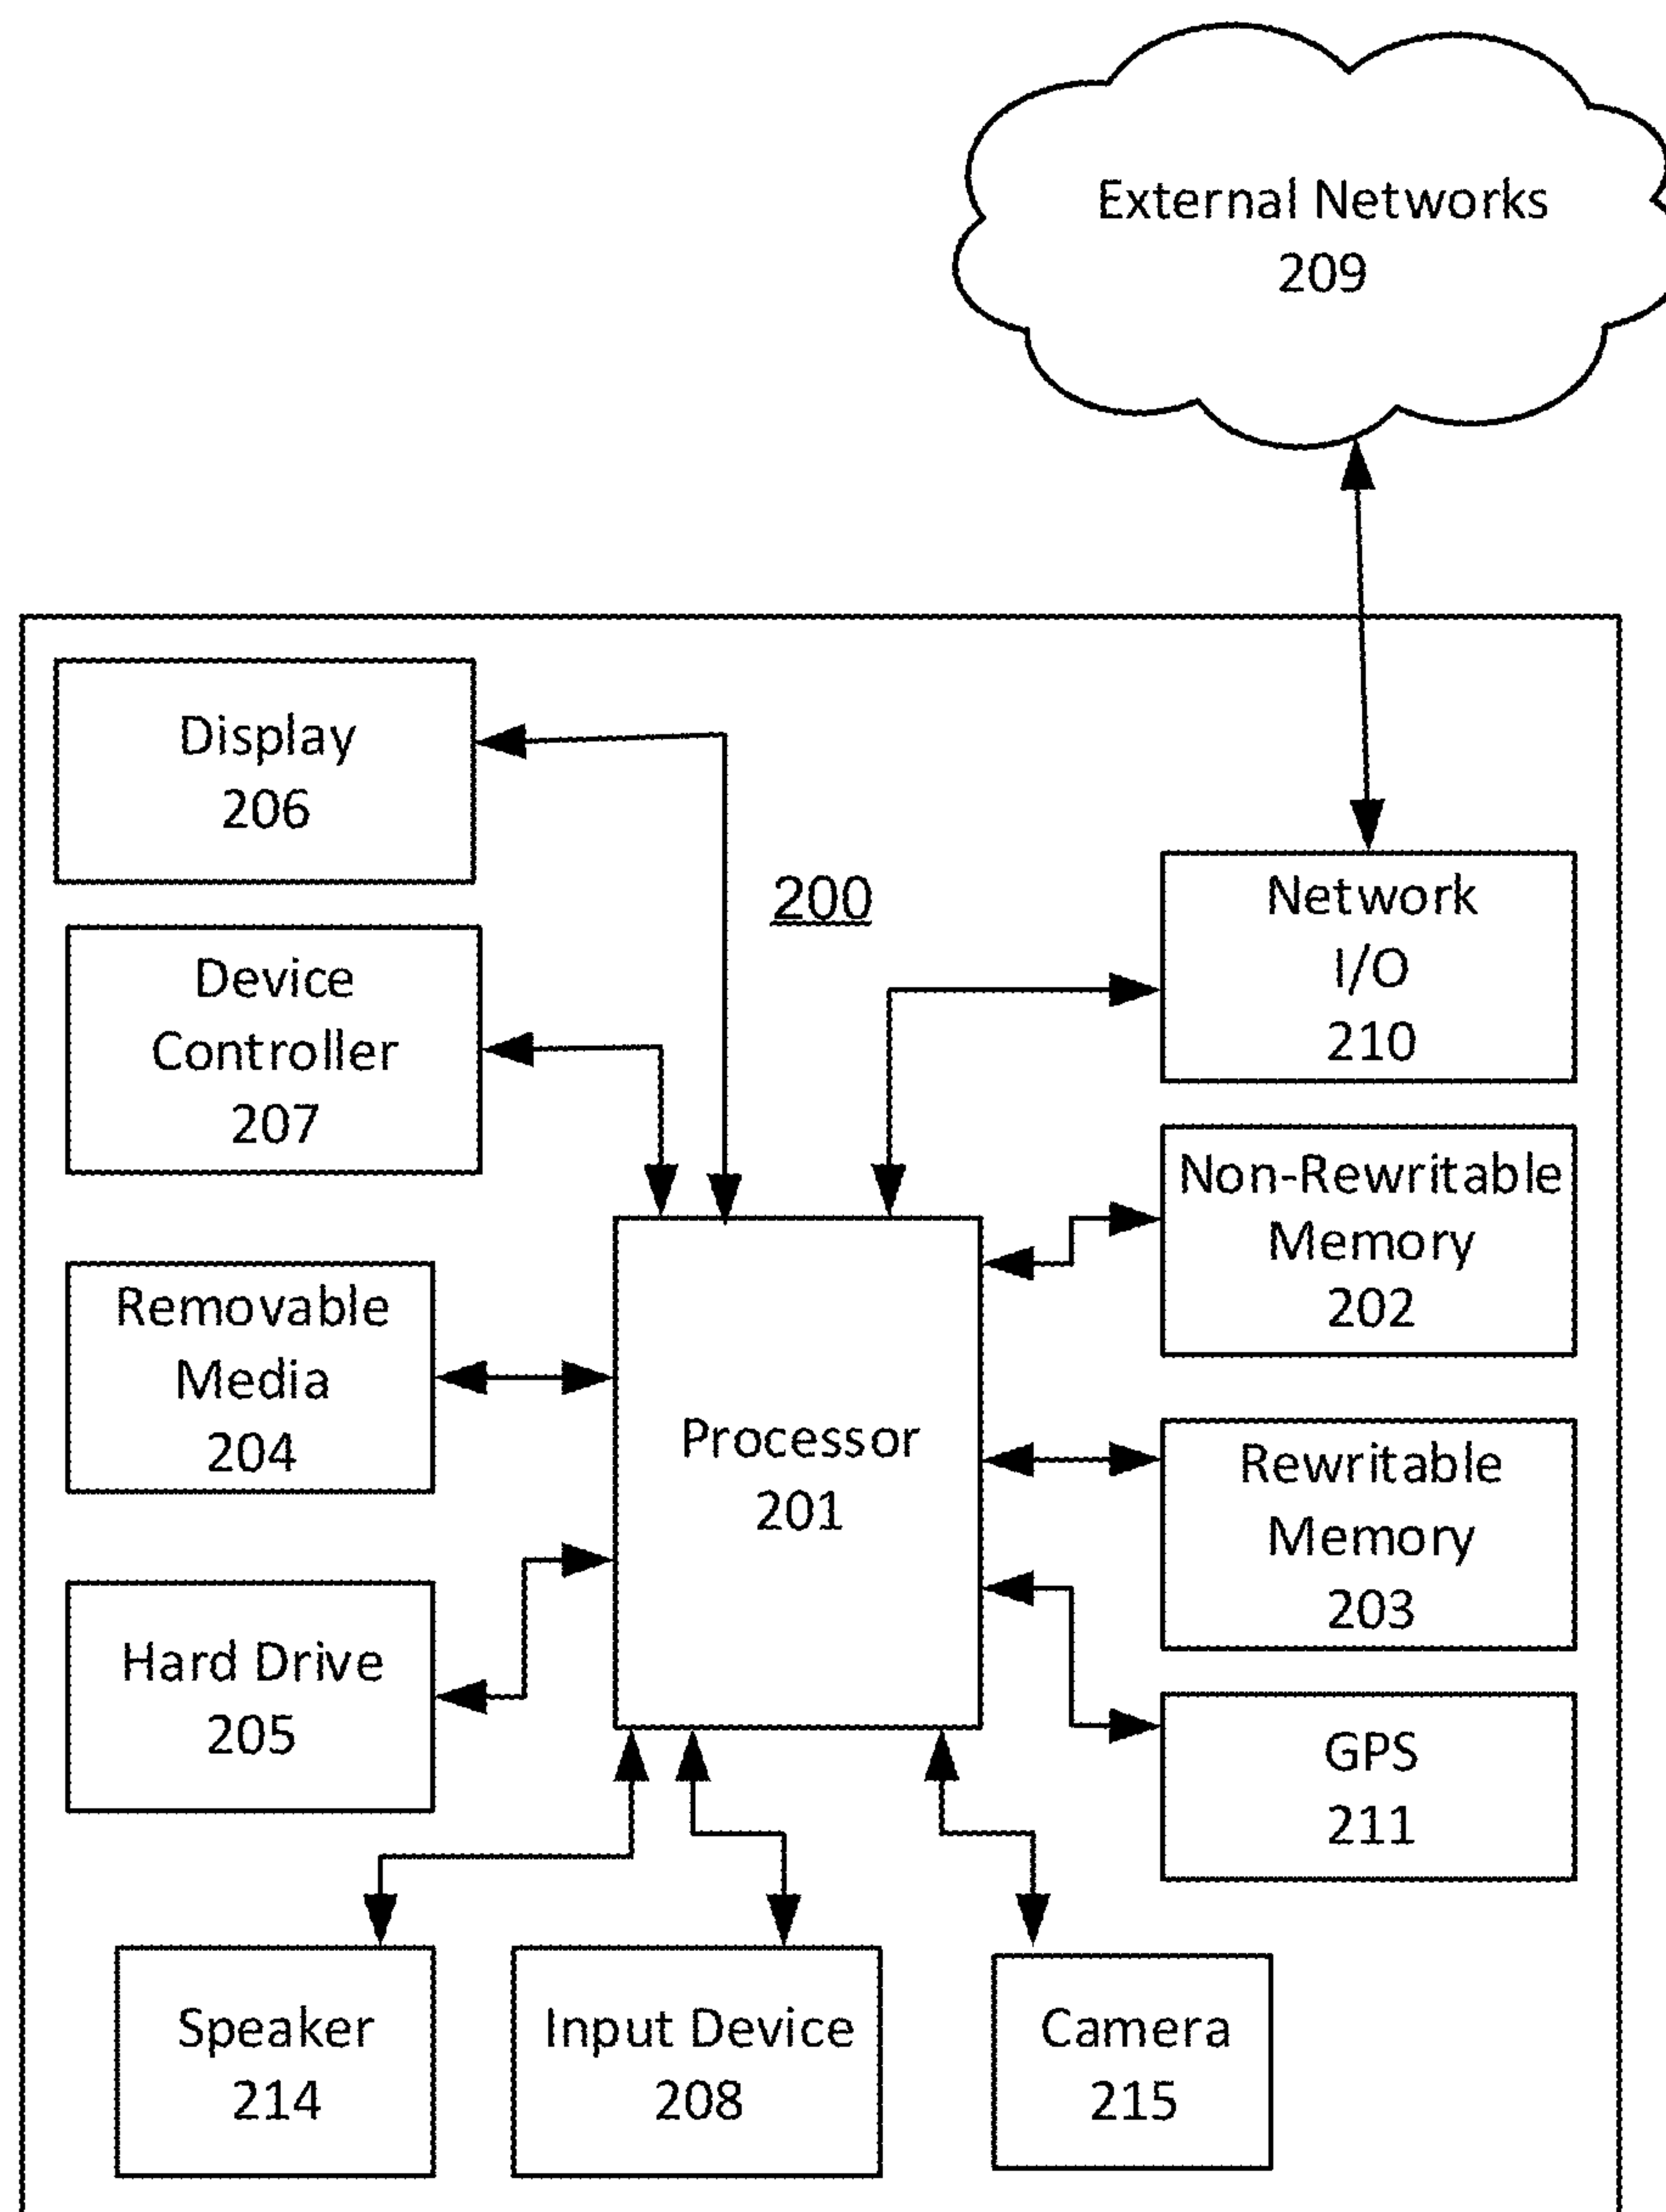 External Networks
209
Display
206
200
Device
Controller
207
Network
I/O
210
Non-Rewritable
Memory
202
Removable
Media
204
Processor
201
Rewritable
Memory
203
Hard Drive
205
GPS
211
Speaker
214
Input Device
208
Camera
215